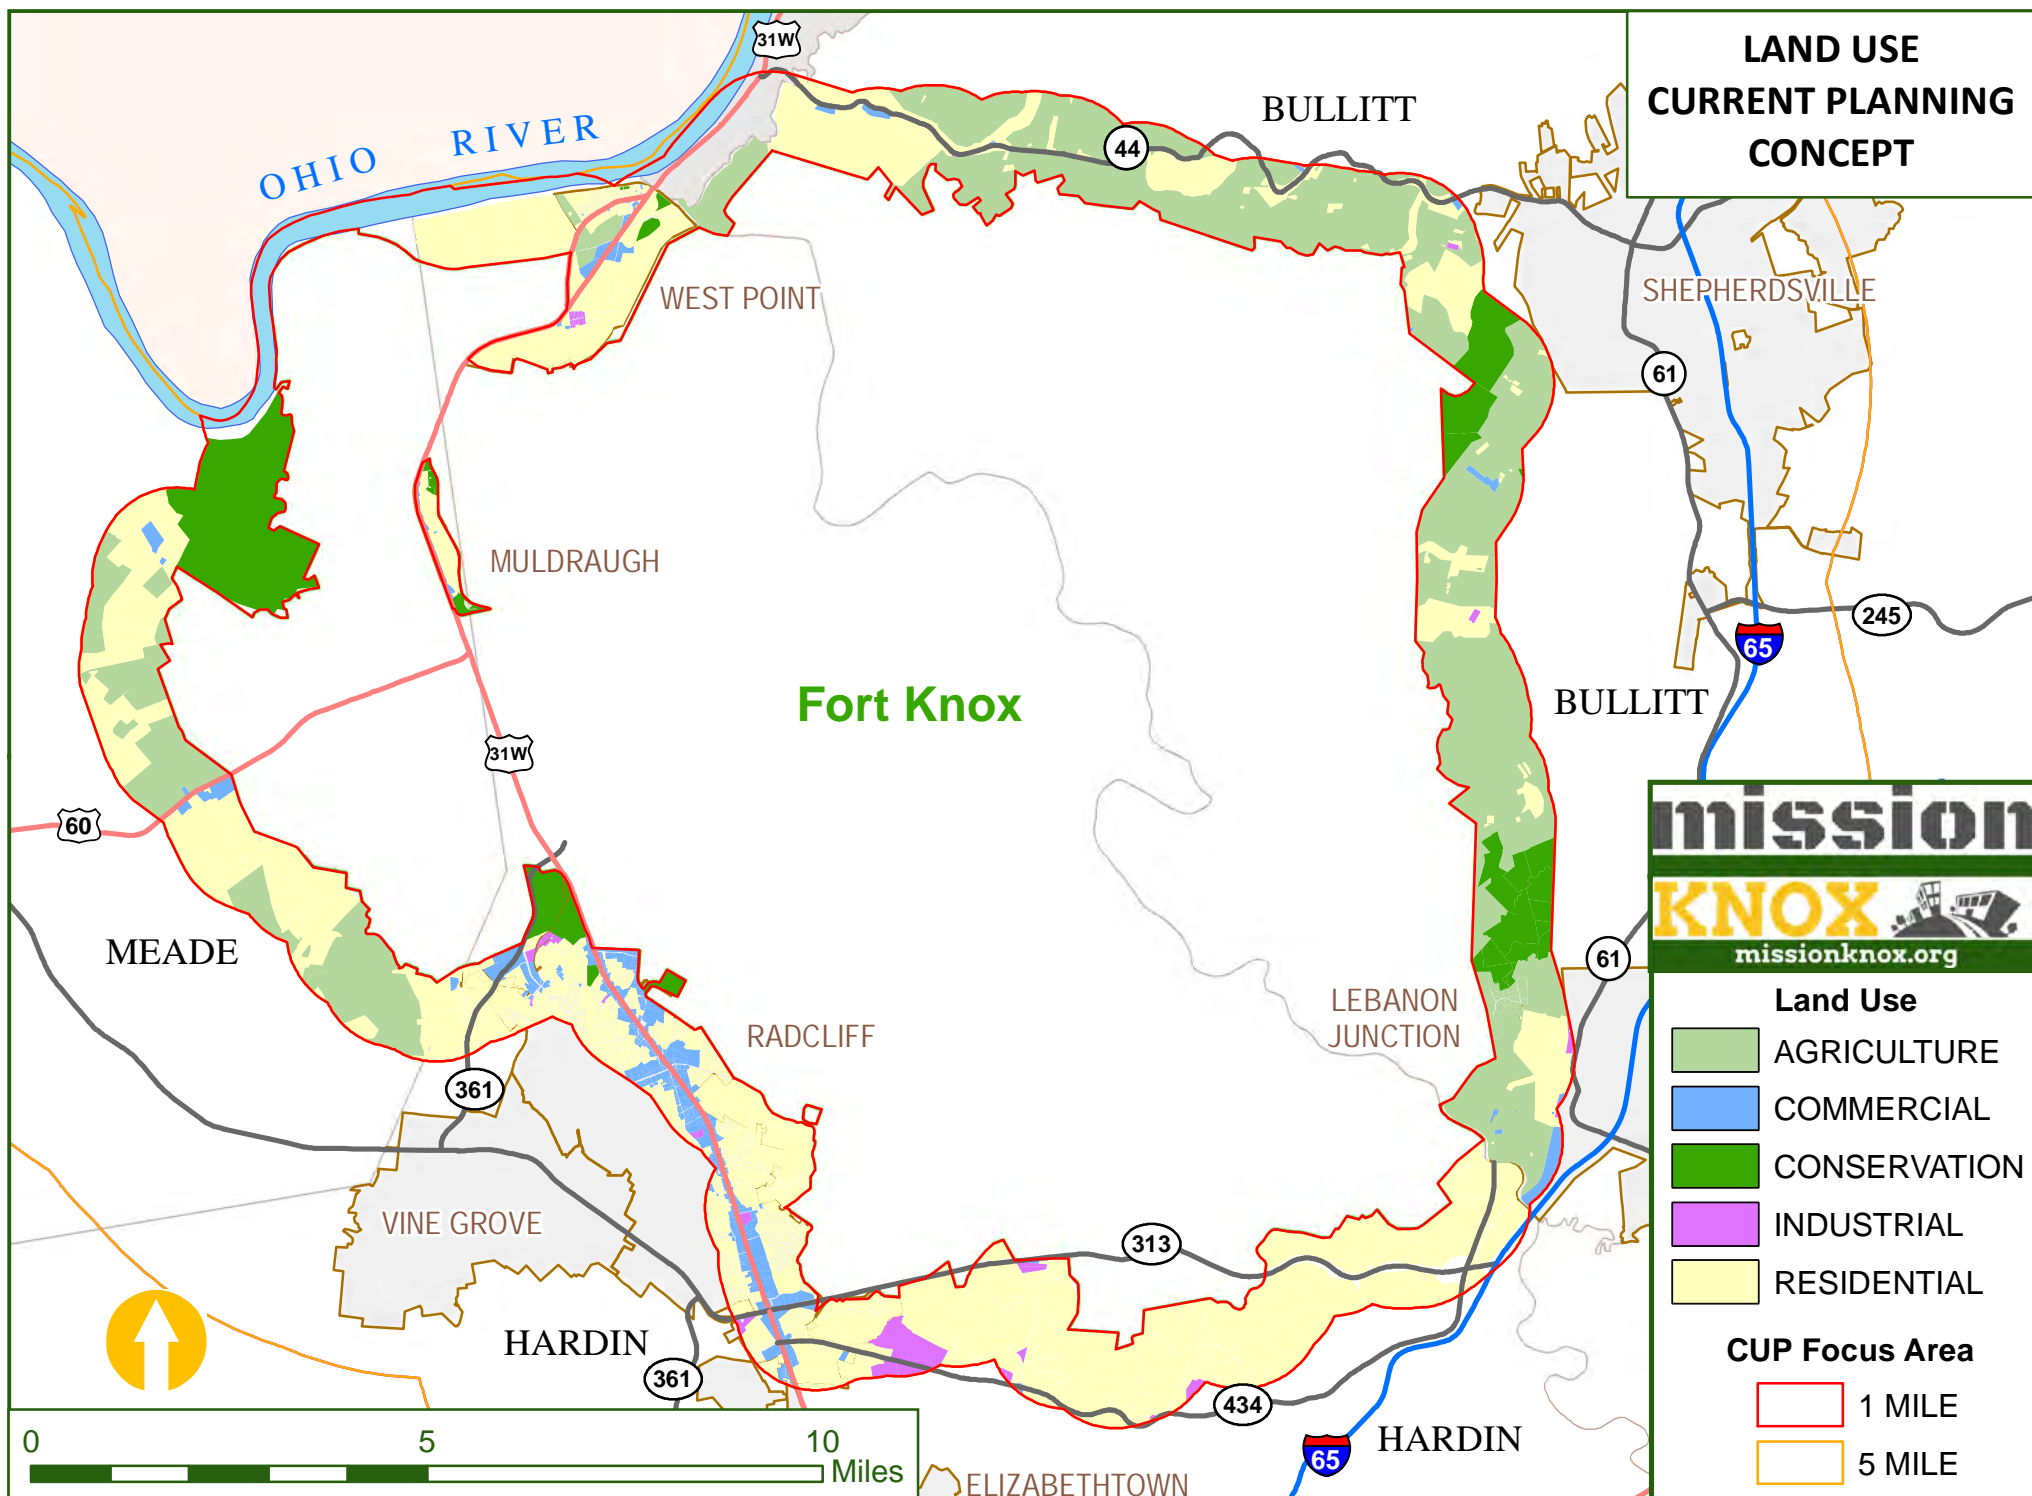 LAND USE
CURRENT PLANNING
CONCEPT
31W
BULLITT
44
OHIO RIVER
SHEPHERDSVILLE
WEST POINT
61
MULDRAUGH
245
65
BULLITT
Fort Knox
31W
60
mission
KNOX
missionknox.org
MEADE
61
LEBANON
JUNCTION
RADCLIFF
361
VINE GROVE
313
HARDIN
361
434
HARDIN
65
ELIZABETHTOWN
Land Use
AGRICULTURE
COMMERCIAL
CONSERVATION
INDUSTRIAL
RESIDENTIAL
CUP Focus Area
1 MILE
5 MILE
0 5 10
Miles